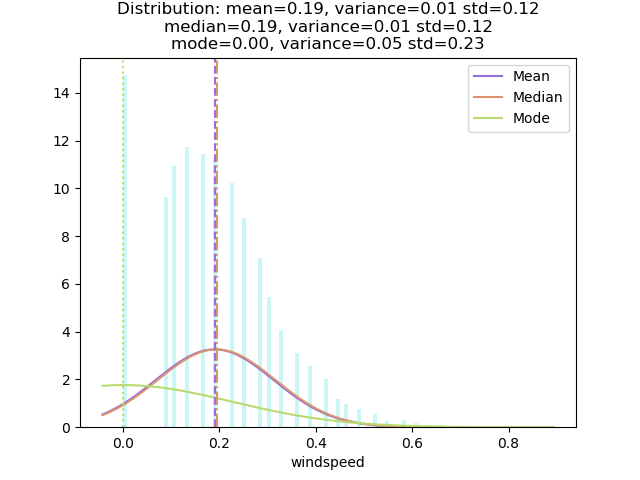 Distribution: mean=0.19, variance=0.01 std=0.12
median=0.19, variance=0.01 std=0.12
mode=0.00, variance=0.05 std=0.23
Mean
Median
Mode
14
12
10
8
6
4
2
0
0.0 0.2 0.4 0.6 0.8
windspeed